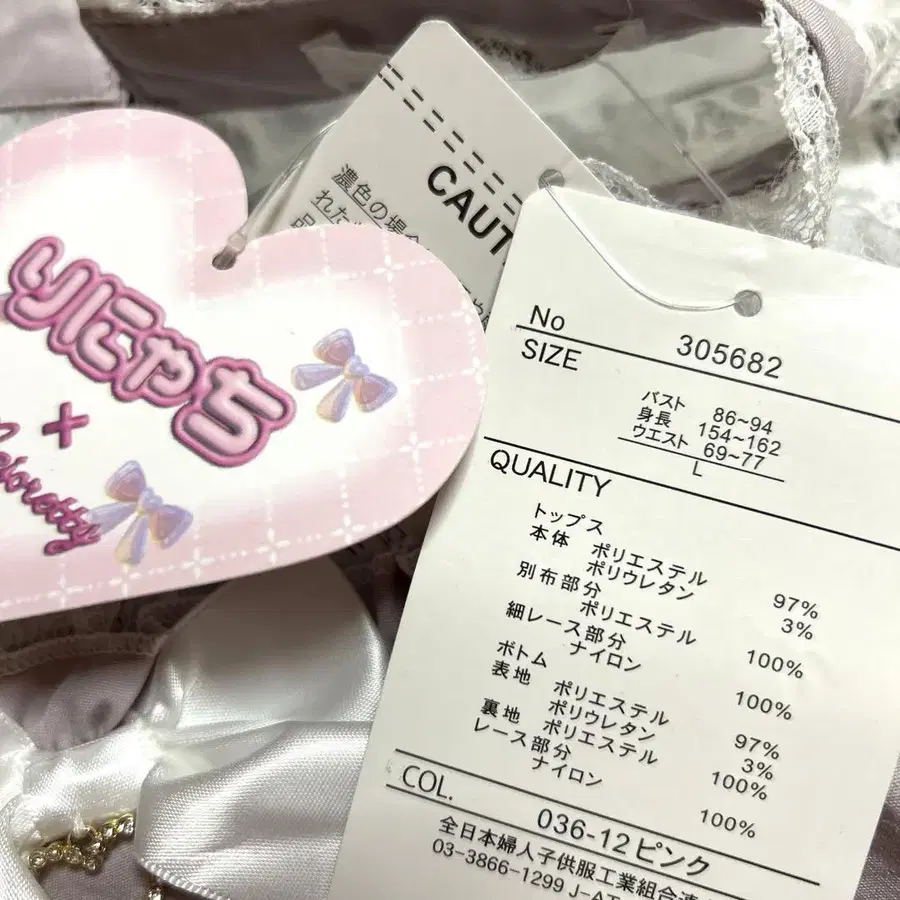 りにゃち
×
濃色の場合
れた
品
CAUT
No 305682
SIZE
バスト 86~94
身長 154~162
ウエスト 69~77
L
QUALITY
トップス
本体 ポリエステル 97%
ポリウレタン 3%
別布部分
ポリエステル 100%
細レース部分
ナイロン 100%
ボトム
表地 ポリエステル 97%
ポリウレタン 3%
裏地 ポリエステル 100%
レース部分
ナイロン 100%
COL. 036-12ピンク
全日本婦人子供服工業組合連
03-3866-1299 J-A